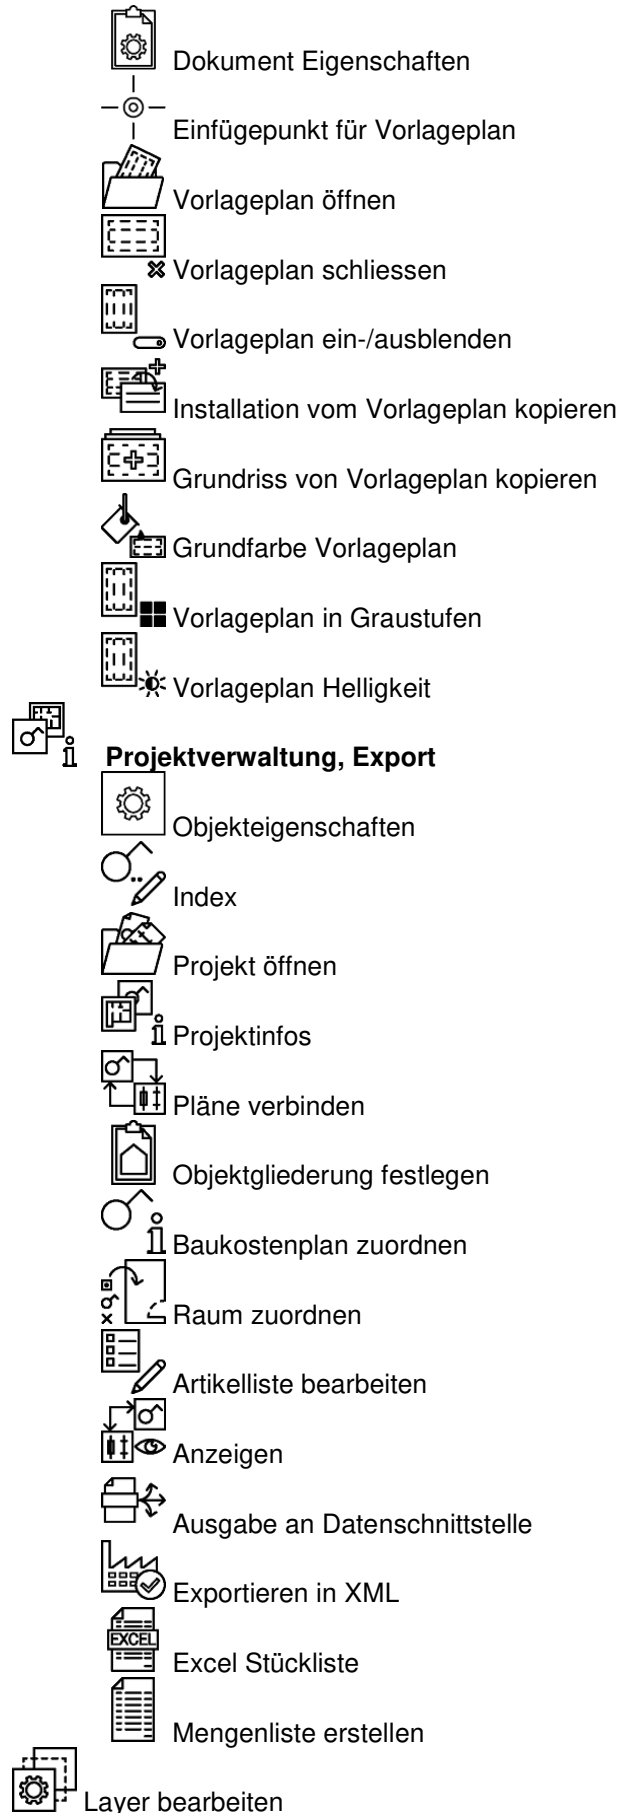 Dokument Eigenschaften
Einfügepunkt für Vorlageplan
Vorlageplan öffnen
Vorlageplan schliessen
Vorlageplan ein-/ausblenden
Installation vom Vorlageplan kopieren
Grundriss von Vorlageplan kopieren
Grundfarbe Vorlageplan
Vorlageplan in Graustufen
Vorlageplan Helligkeit
Projektverwaltung, Export
Objekteigenschaften
Index
Projekt öffnen
Projektinfos
Pläne verbinden
Objektgliederung festlegen
Baukostenplan zuordnen
Raum zuordnen
Artikelliste bearbeiten
Anzeigen
Ausgabe an Datenschnittstelle
Exportieren in XML
EXCEL
Excel Stückliste
Mengenliste erstellen
Layer bearbeiten